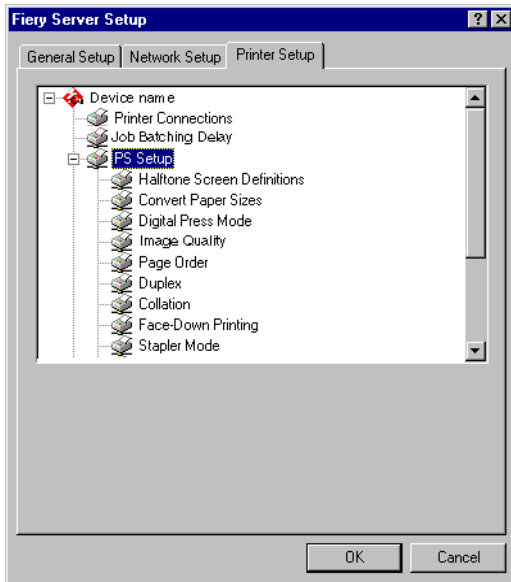 Fiery Server Setup
General Setup Network Setup Printer Setup
Device name
Printer Connections
Job Batching Delay
PS Setup
Halftone Screen Definitions
Convert Paper Sizes
Digital Press Mode
Image Quality
Page Order
Duplex
Collation
Face-Down Printing
Stapler Mode
OK Cancel